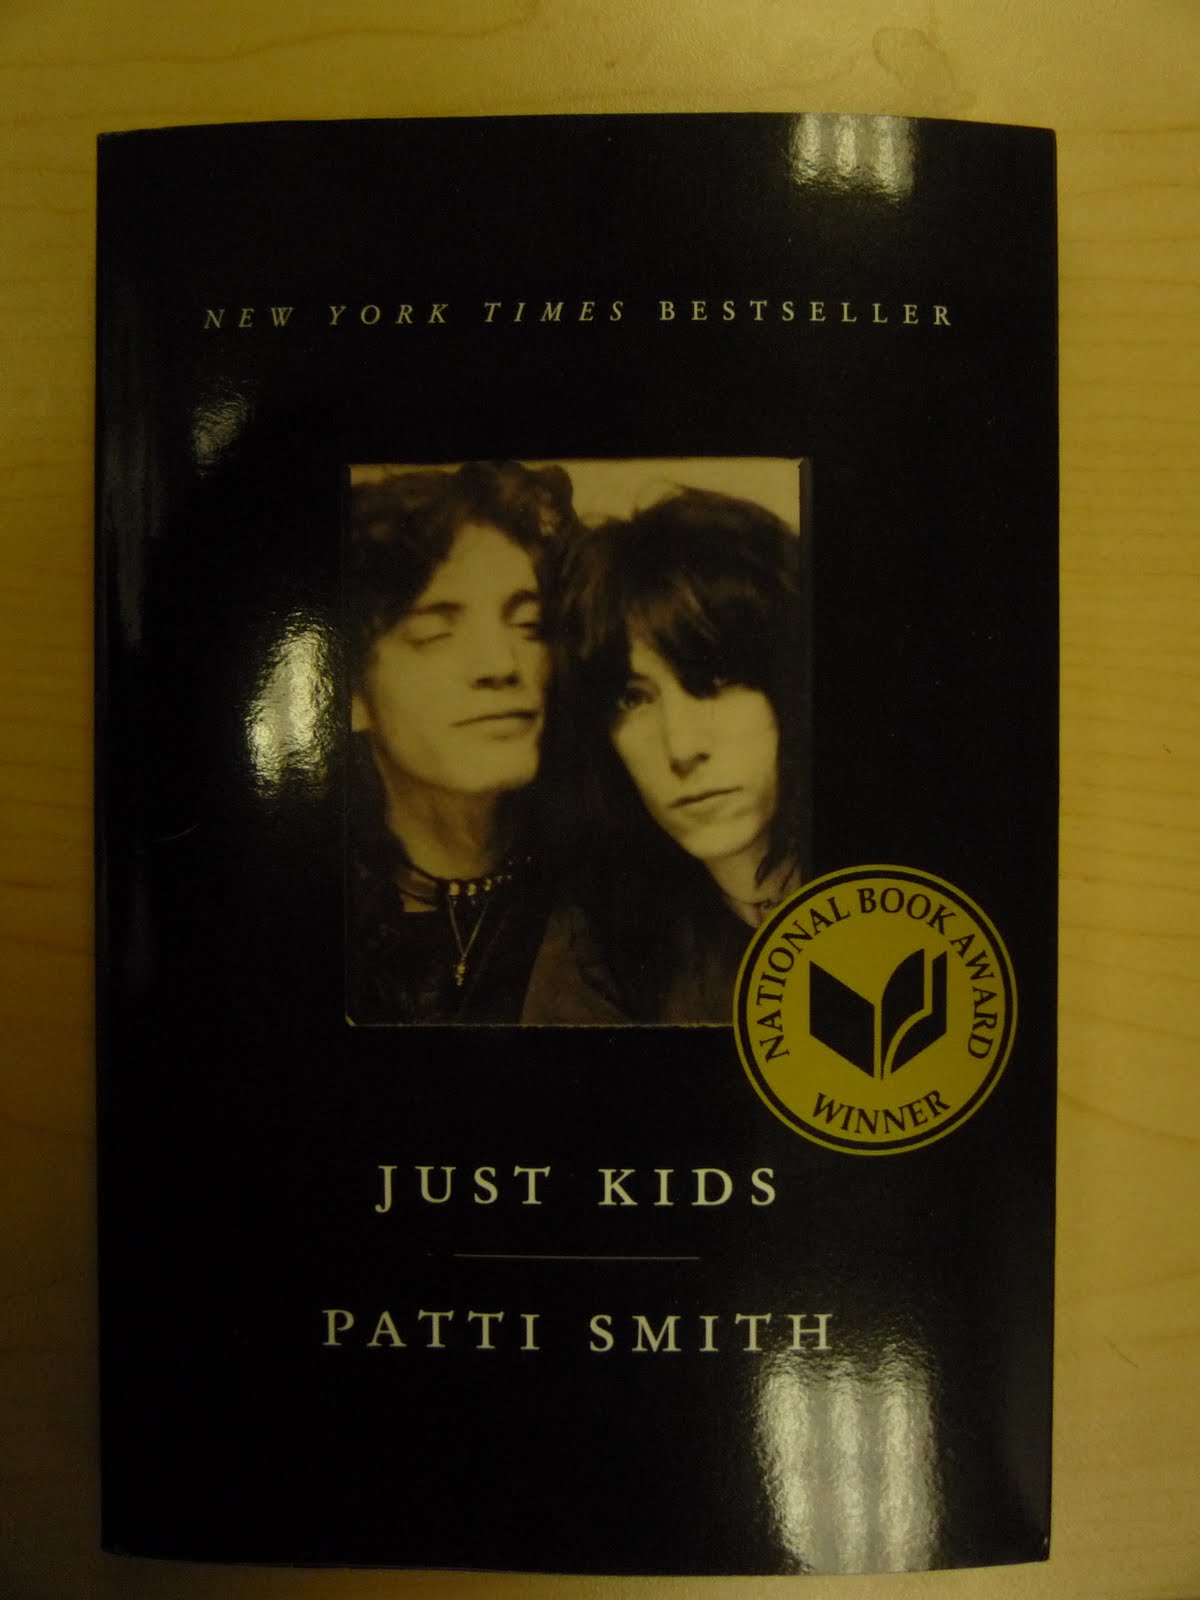 NEW YORK TIMES BESTSELLER
NATIONAL BOOK AWARD
WINNER
JUST KIDS
PATTI SMITH